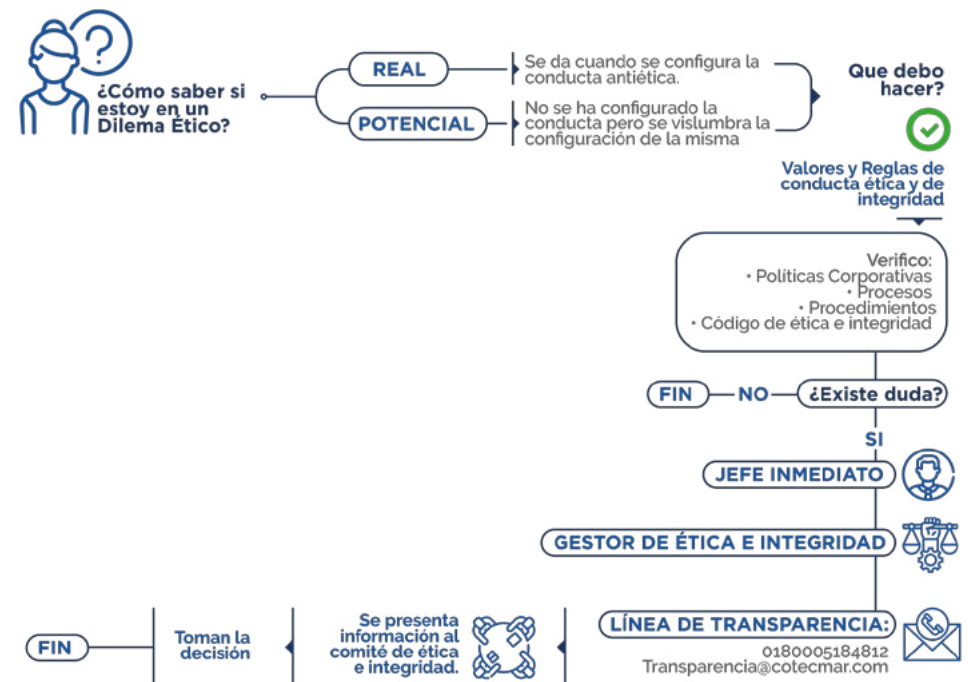 ¿Cómo saber si
estoy en un
Dilema Ético?
REAL
Se da cuando se configura la
conducta antiética.
POTENCIAL
No se ha configurado la
conducta pero se vislumbra la
configuración de la misma
Que debo
hacer?
Valores y Reglas de
conducta ética y de
integridad
Verifico:
• Políticas Corporativas
• Procesos
• Procedimientos
• Código de ética e integridad
¿Existe duda?
NO
FIN
SI
JEFE INMEDIATO
GESTOR DE ÉTICA E INTEGRIDAD
LÍNEA DE TRANSPARENCIA:
0180005184812
Transparencia@cotecmar.com
Se presenta
información al
comité de ética
e integridad.
Toman la
decisión
FIN